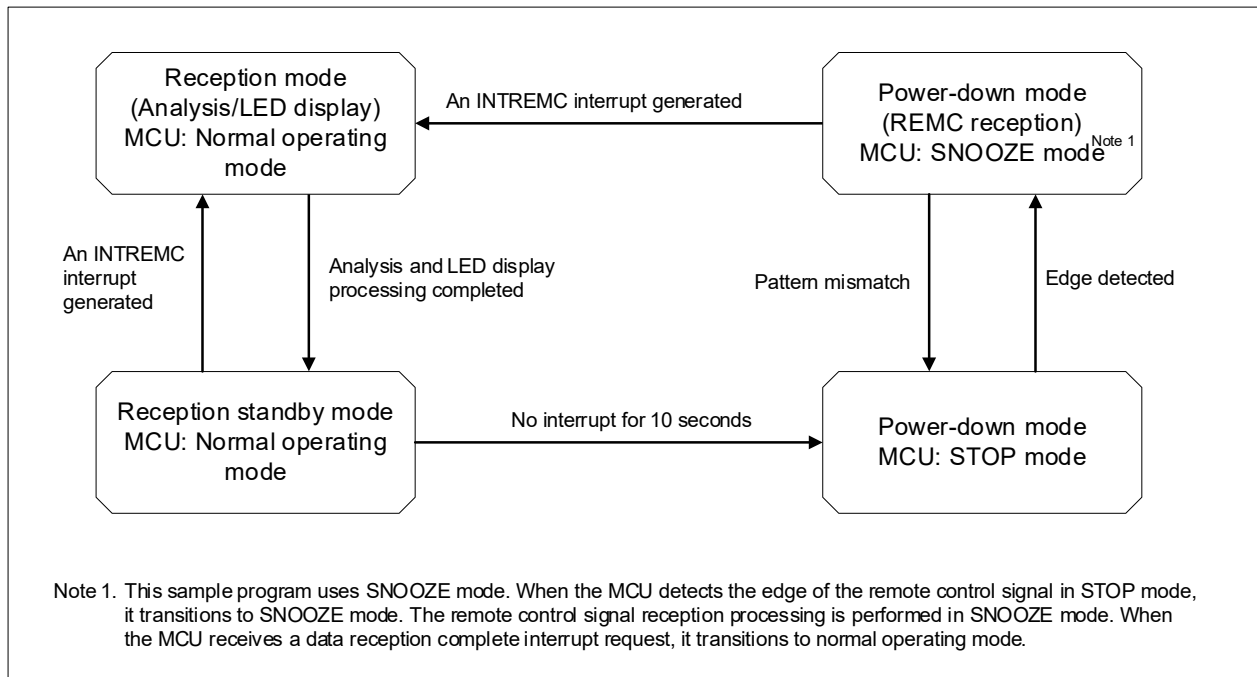 Reception mode
(Analysis/LED display)
MCU: Normal operating
mode
An INTREMC interrupt generated
Power-down mode
(REMC reception)
MCU: SNOOZE mode Note 1
An INTREMC
interrupt
generated
Analysis and LED display
processing completed
Pattern mismatch
Edge detected
Reception standby mode
MCU: Normal operating
mode
No interrupt for 10 seconds
Power-down mode
MCU: STOP mode
Note 1. This sample program uses SNOOZE mode. When the MCU detects the edge of the remote control signal in STOP mode,
it transitions to SNOOZE mode. The remote control signal reception processing is performed in SNOOZE mode. When
the MCU receives a data reception complete interrupt request, it transitions to normal operating mode.